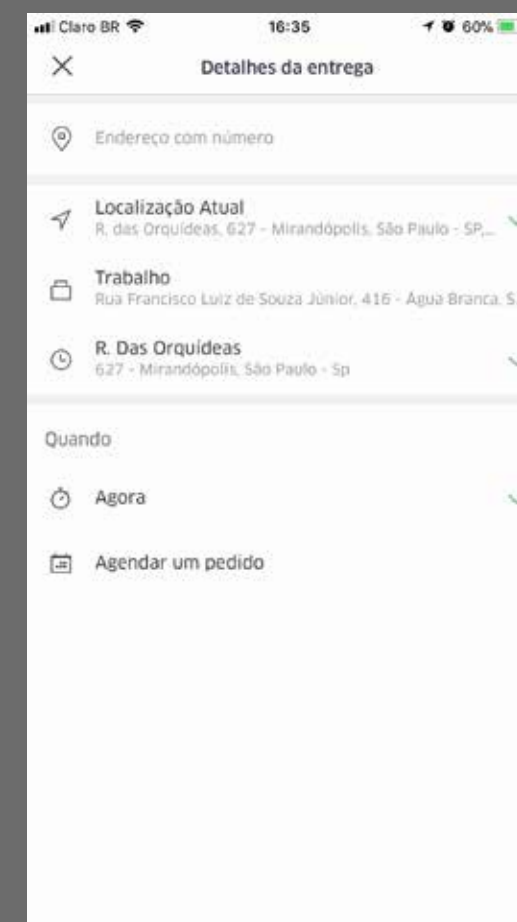 Claro BR 16:35 60%
Detalhes da entrega
Endereço com número
Localização Atual
R. das Orquídeas, 627 - Mirandópolis, São Paulo - SP,...
Trabalho
Rua Francisco Luiz de Souza Júnior, 416 - Água Branca, S
R. Das Orquídeas
627 - Mirandópolis, São Paulo - Sp
Quando
Agora
Agendar um pedido